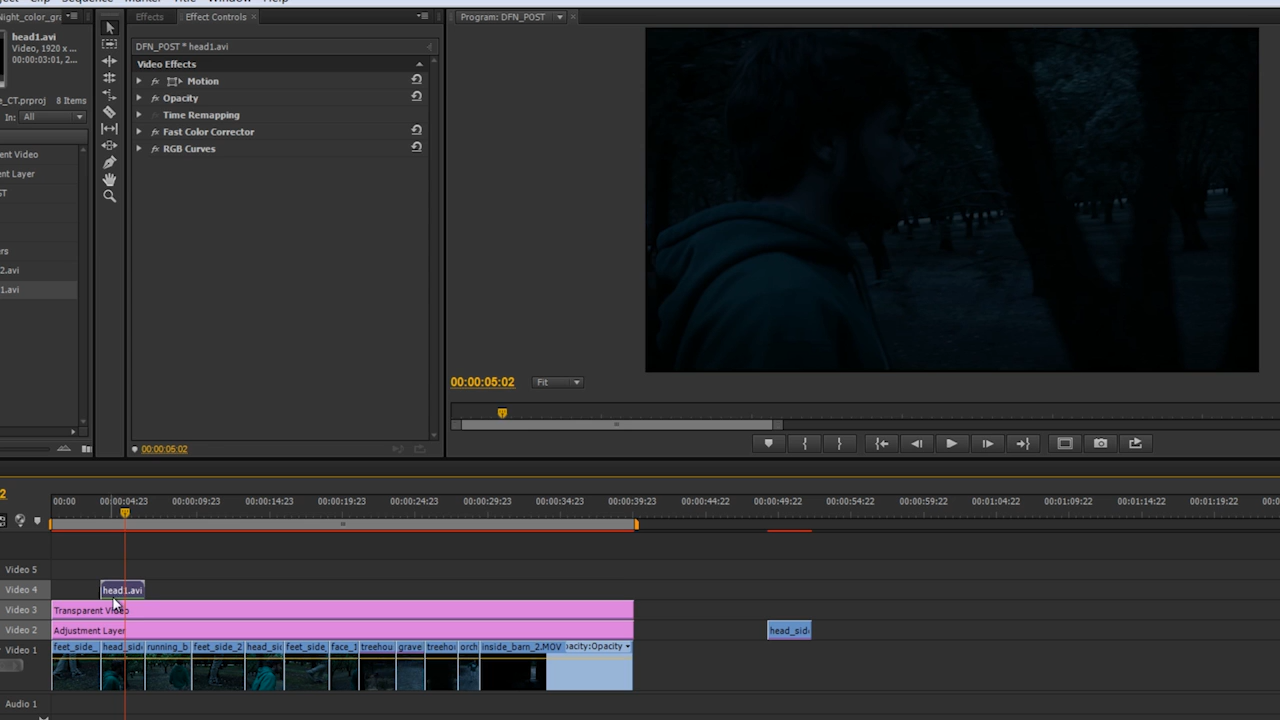 Effects
Effect Controls
Program: DFN_POST
head1.avi
Video, 1920 x ...
00:00:03:01, 2...
DFN_POST * head1.avi
Video Effects
Motion
Opacity
Time Remapping
Fast Color Corrector
RGB Curves
e_CT.prproj
8 Items
In:
All
ent Video
ent Layer
ST
ers
2.avi
1.avi
00:00:05:02
Fit
00:00:05:02
2
00:00
00:00:04:23
00:00:09:23
00:00:14:23
00:00:19:23
00:00:24:23
00:00:29:23
00:00:34:23
00:00:39:23
00:00:44:22
00:00:49:22
00:00:54:22
00:00:59:22
00:01:04:22
00:01:09:22
00:01:14:22
00:01:19:22
Video 5
Video 4
head1.avi
Video 3
Transparent Video
Video 2
Adjustment Layer
head_sid
Video 1
feet_side_
head_sid
running_b
feet_side_2
head_sid
feet_side_
face_1
treehou
grave
treehou
orch
inside_barn_2.MOV
acity:Opacity
Audio 1